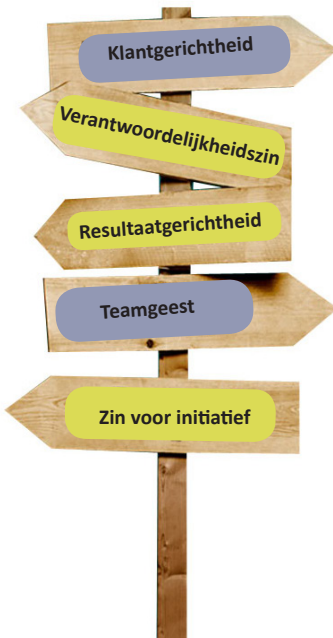 Klantgerichtheid
Verantwoordelijkheidszin
Resultaatgerichtheid
Teamgeest
Zin voor initiatief